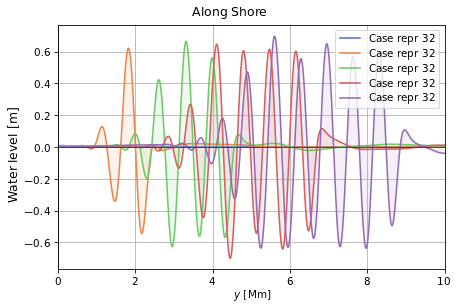 Along Shore
Water level [m]
0.6
0.4
0.2
0.0
−0.2
−0.4
−0.6
Case repr 32
Case repr 32
Case repr 32
Case repr 32
Case repr 32
0 2 4 6 8 10
y [Mm]